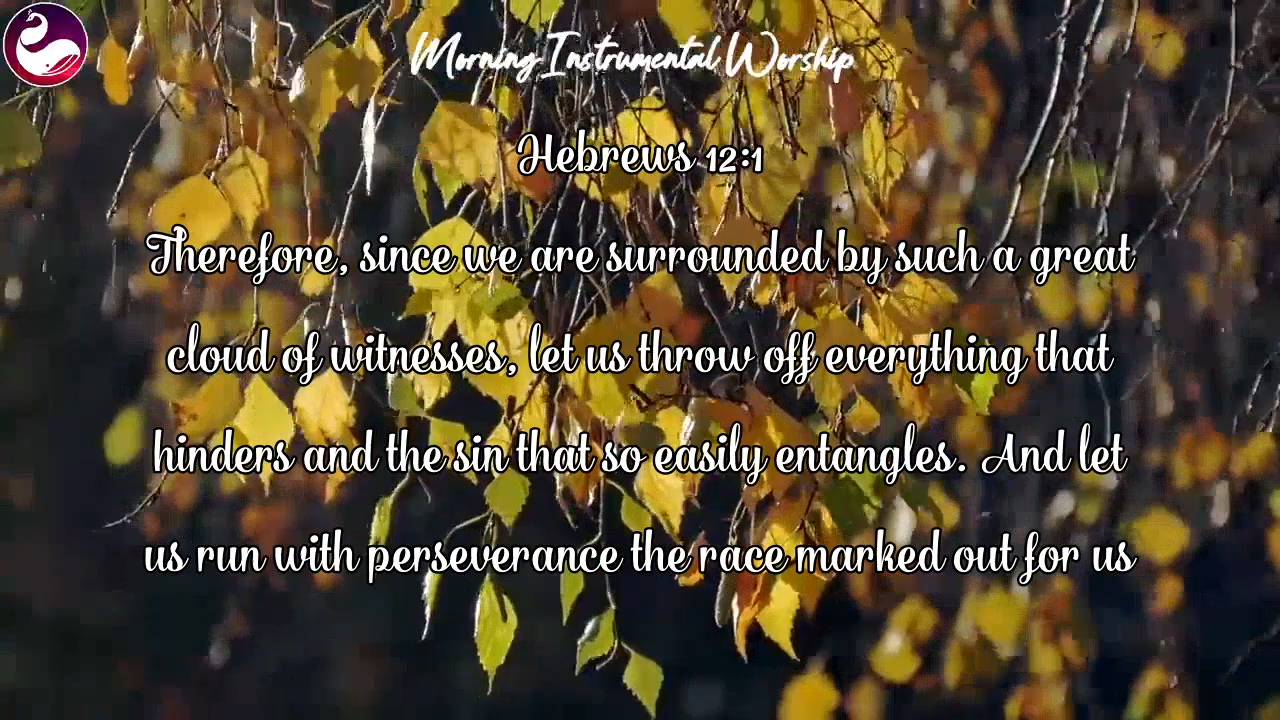 Morning Instrumental Worship
Hebrews 12:1
Therefore, since we are surrounded by such a great
cloud of witnesses, let us throw off everything that
hinders and the sin that so easily entangles. And let
us run with perseverance the race marked out for us